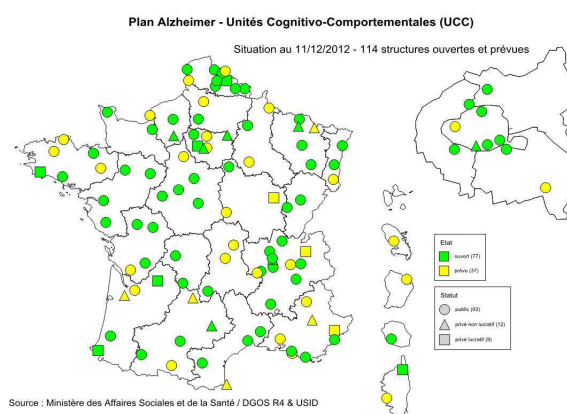 Plan Alzheimer - Unités Cognitivo-Comportementales (UCC)
Situation au 11/12/2012 - 114 structures ouvertes et prévues
Etat
ouvert (77)
prévu (37)
Statut
public (93)
privé non lucratif (12)
privé lucratif (9)
Source : Ministère des Affaires Sociales et de la Santé / DGOS R4 & USID